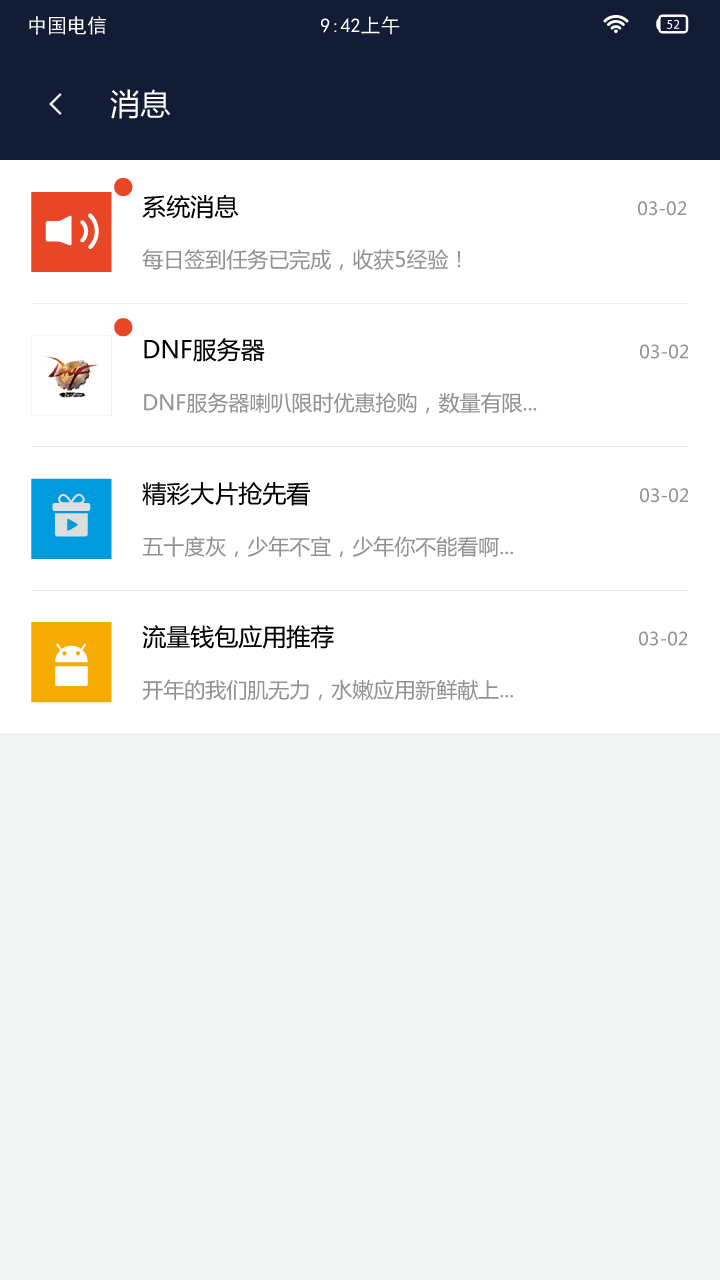 中国电信 9:42上午 52
消息
系统消息 03-02
每日签到任务已完成，收获5经验！
DNF服务器 03-02
DNF服务器喇叭限时优惠抢购，数量有限...
精彩大片抢先看 03-02
五十度灰，少年不宜，少年你不能看啊...
流量钱包应用推荐 03-02
开年的我们肌无力，水嫩应用新鲜献上...